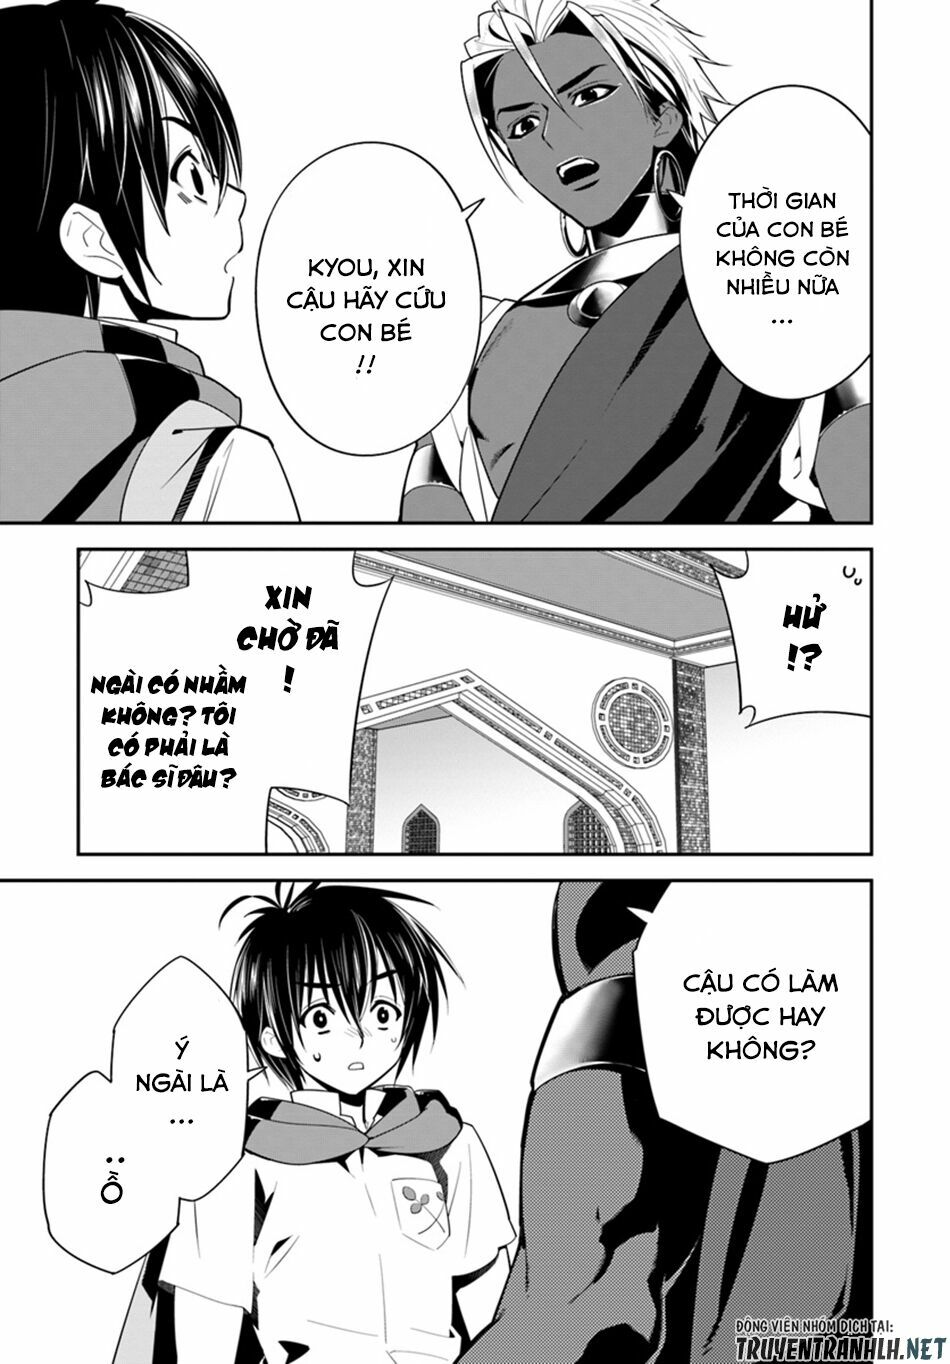 THỜI GIAN
CỦA CON BÉ
KHÔNG CÒN
NHIỀU NỮA
...
KYOU, XIN
CẬU HÃY CỨU
CON BÉ
!!
HỬ
!?
XIN
CHỜ ĐÃ
!
NGÀI CÓ NHẦM
KHÔNG? TÔI
CÓ PHẢI LÀ
BÁC SĨ ĐÂU?
CẬU CÓ LÀM
ĐƯỢC HAY
KHÔNG?
Ý
NGÀI LÀ
...
..
Ồ
ĐỘNG VIÊN NHÓM DỊCH TẠI:
TRUYENTRANHLH.NET